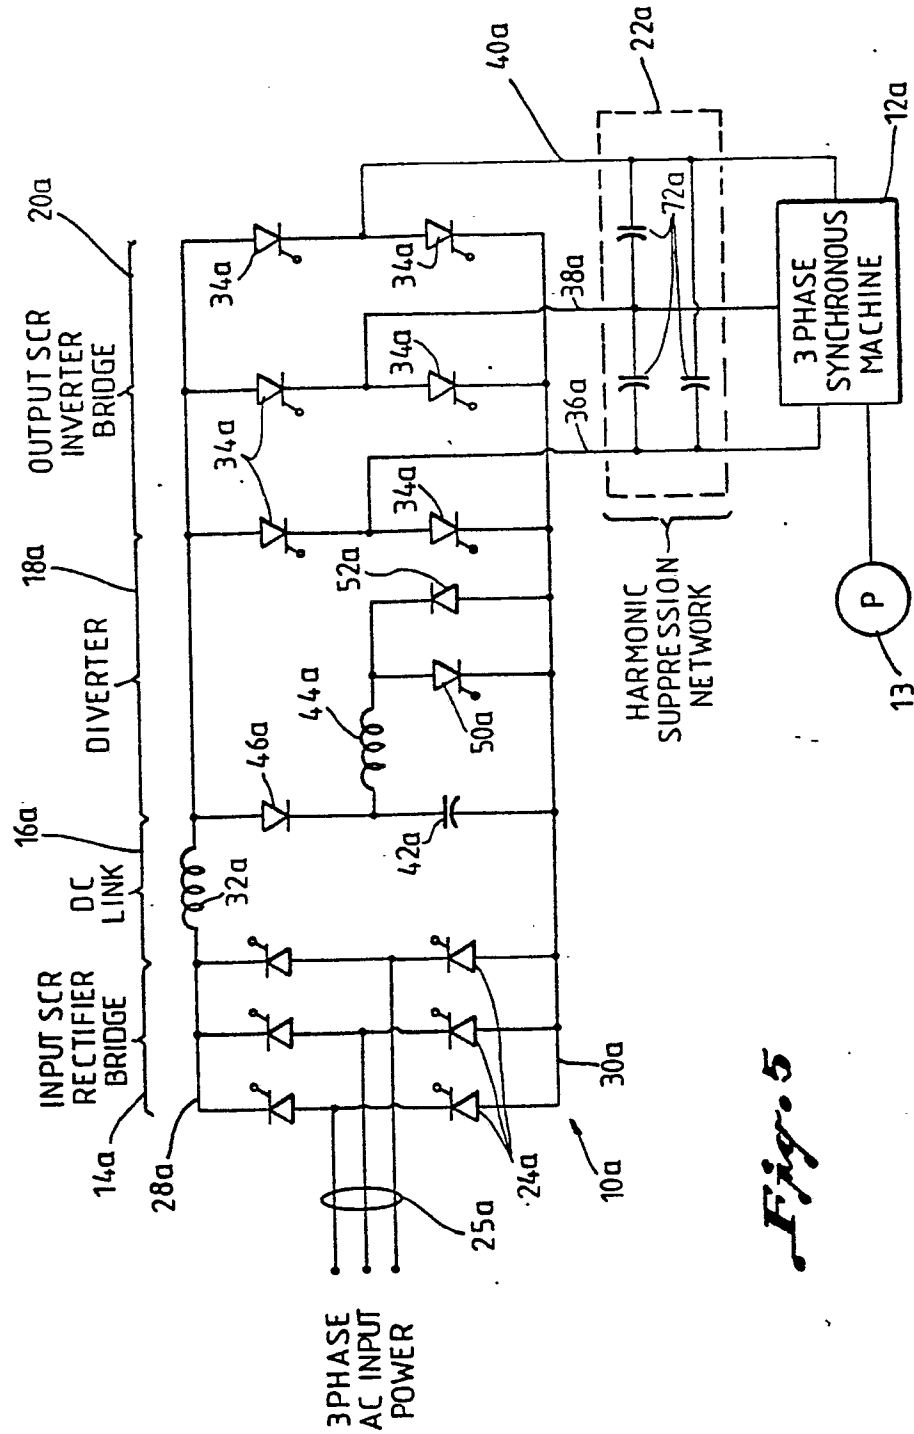 14a
16a
18a
20a
INPUT SCR
RECTIFIER
BRIDGE
DC
LINK
DIVERTER
OUTPUT SCR
INVERTER
BRIDGE
28a
32a
46a
44a
52a
34a
34a
34a
34a
34a
40a
3 PHASE
AC INPUT
POWER
25a
24a
42a
50a
36a
38a
30a
10a
HARMONIC
SUPPRESSION
NETWORK
72a
22a
3 PHASE
SYNCHRONOUS
MACHINE
12a
P
13
Fig. 5